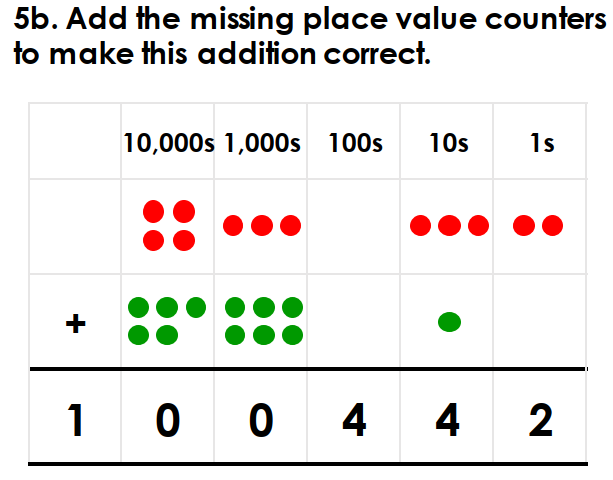 5b. Add the missing place value counters
to make this addition correct.
10,000s 1,000s 100s 10s 1s
+
1 0 0 4 4 2